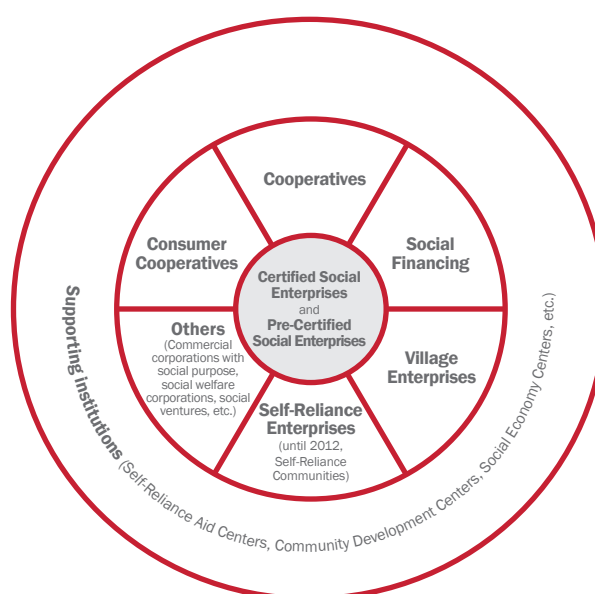 Cooperatives
Consumer
Cooperatives
Social
Financing
Certified Social
Enterprises
and
Pre-Certified
Social Enterprises
Others
(Commercial
corporations with
social purpose,
social welfare
corporations, social
ventures, etc.)
Village
Enterprises
Self-Reliance
Enterprises
(until 2012,
Self-Reliance
Communities)
Supporting institutions (Self-Reliance Aid Centers, Community Development Centers, Social Economy Centers, etc.)